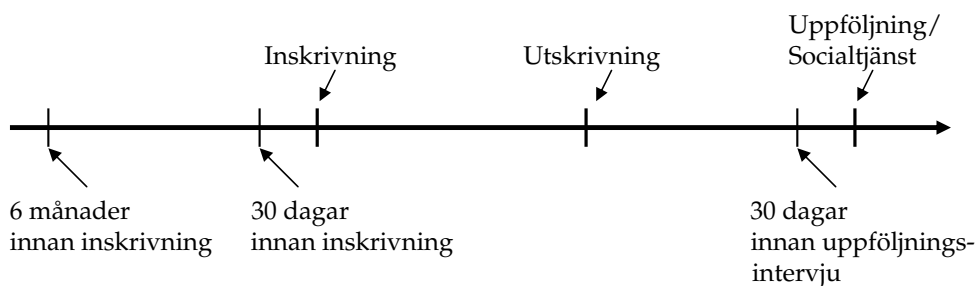 Inskrivning
Utskrivning
Uppföljning/
Socialtjänst
6 månader
innan inskrivning
30 dagar
innan inskrivning
30 dagar
innan uppföljnings-
intervju